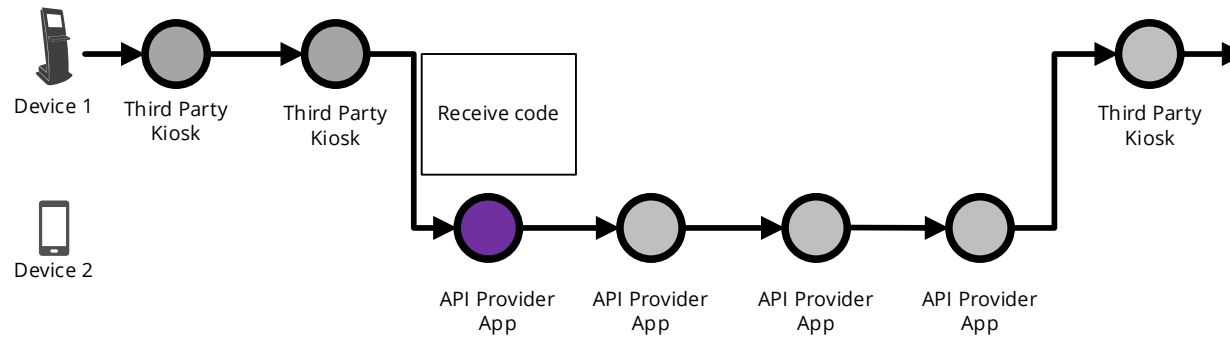 Device 1
Third Party
Kiosk
Third Party
Kiosk
Receive code
Third Party
Kiosk
Device 2
API Provider
App
API Provider
App
API Provider
App
API Provider
App